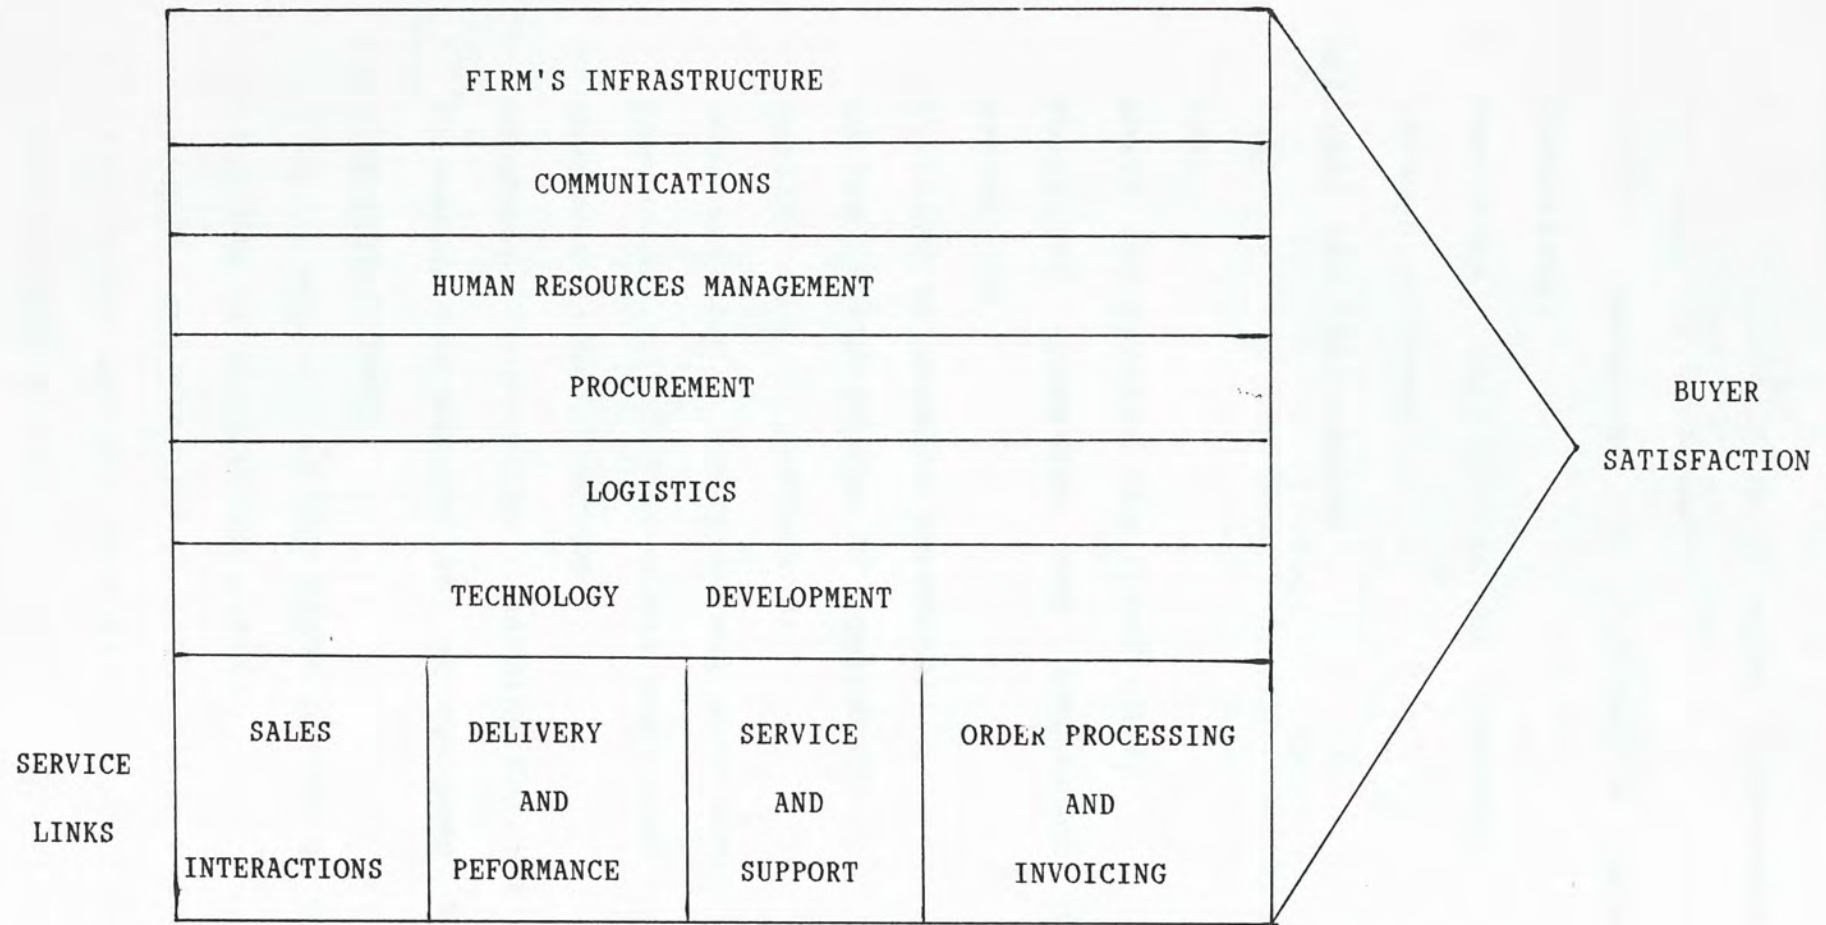 FIRM'S INFRASTRUCTURE
COMMUNICATIONS
HUMAN RESOURCES MANAGEMENT
PROCUREMENT
LOGISTICS
TECHNOLOGY DEVELOPMENT
BUYER
SATISFACTION
SERVICE
LINKS
SALES
INTERACTIONS
DELIVERY
AND
PEFORMANCE
SERVICE
AND
SUPPORT
ORDER PROCESSING
AND
INVOICING